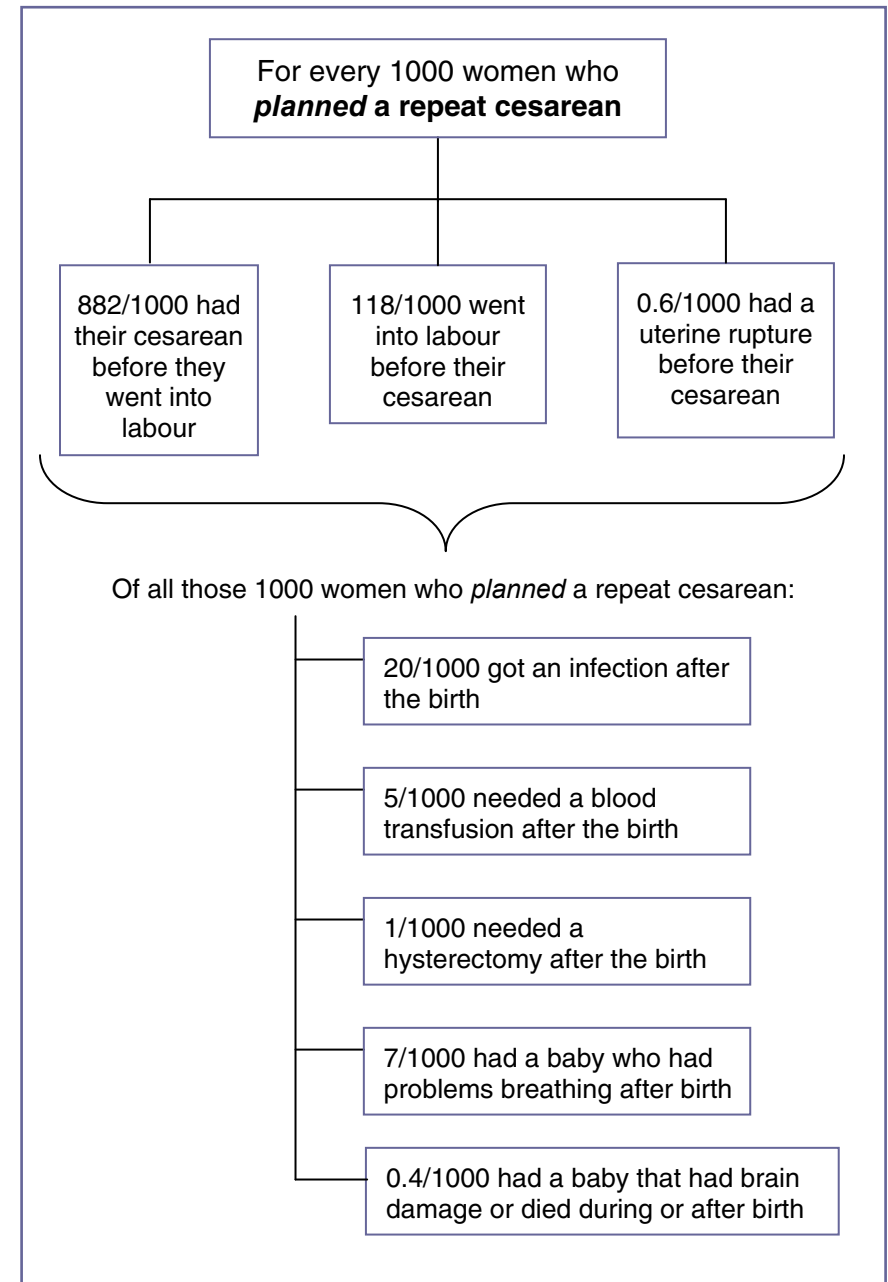 For every 1000 women who
planned a repeat cesarean
882/1000 had
their cesarean
before they
went into
labour
118/1000 went
into labour
before their
cesarean
0.6/1000 had a
uterine rupture
before their
cesarean
Of all those 1000 women who planned a repeat cesarean:
20/1000 got an infection after
the birth
5/1000 needed a blood
transfusion after the birth
1/1000 needed a
hysterectomy after the birth
7/1000 had a baby who had
problems breathing after birth
0.4/1000 had a baby that had brain
damage or died during or after birth